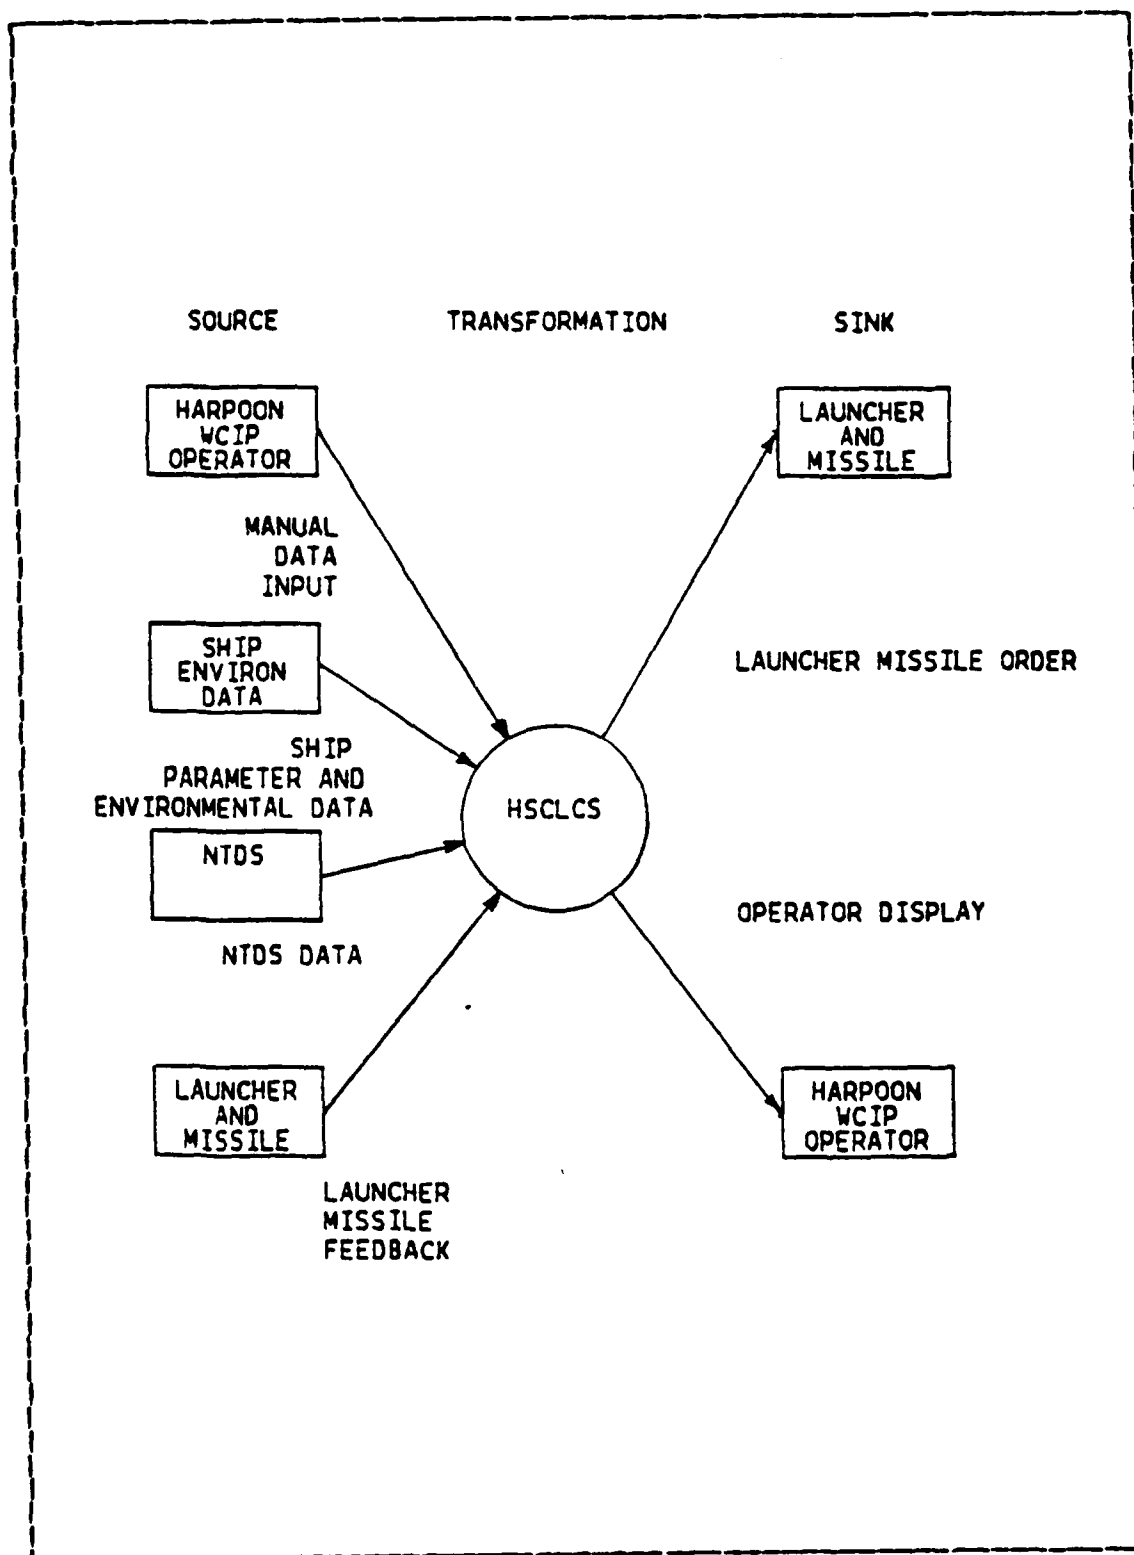 SOURCE TRANSFORMATION SINK
HARPOON
WCIP
OPERATOR
LAUNCHER
AND
MISSILE
MANUAL
DATA
INPUT
SHIP
ENVIRON
DATA
LAUNCHER MISSILE ORDER
SHIP
PARAMETER AND
ENVIRONMENTAL DATA
HSCLCS
NTDS
OPERATOR DISPLAY
NTDS DATA
LAUNCHER
AND
MISSILE
HARPOON
WCIP
OPERATOR
LAUNCHER
MISSILE
FEEDBACK